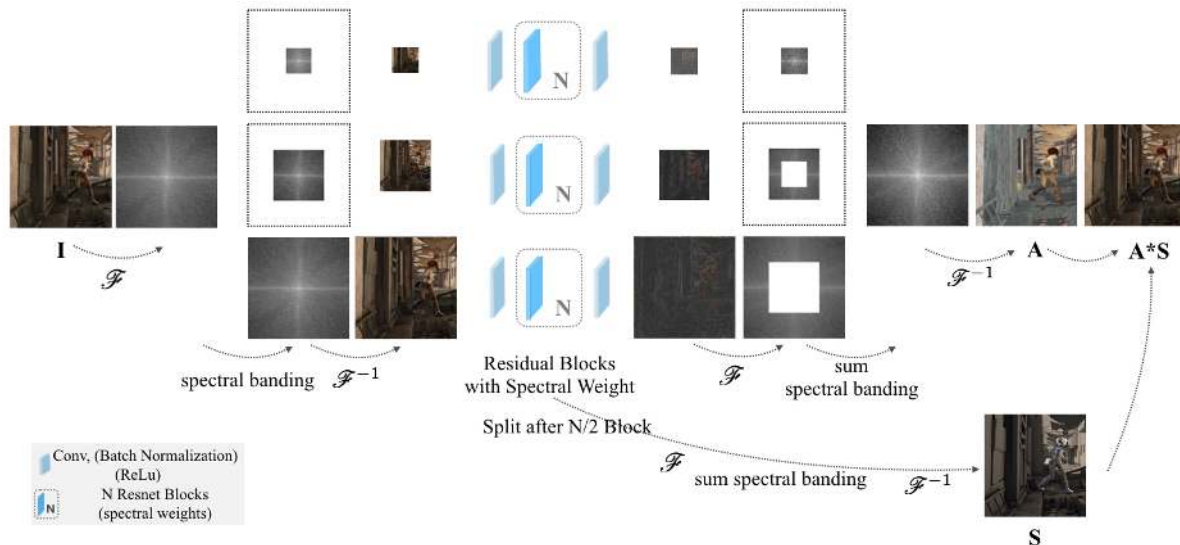 N
N
N
I
ℱ
ℱ⁻¹
A
A*S
spectral banding
ℱ⁻¹
Residual Blocks
with Spectral Weight
ℱ
sum
spectral banding
Split after N/2 Block
ℱ
sum spectral banding
ℱ⁻¹
S
Conv, (Batch Normalization)
(ReLu)
N
N Resnet Blocks
(spectral weights)